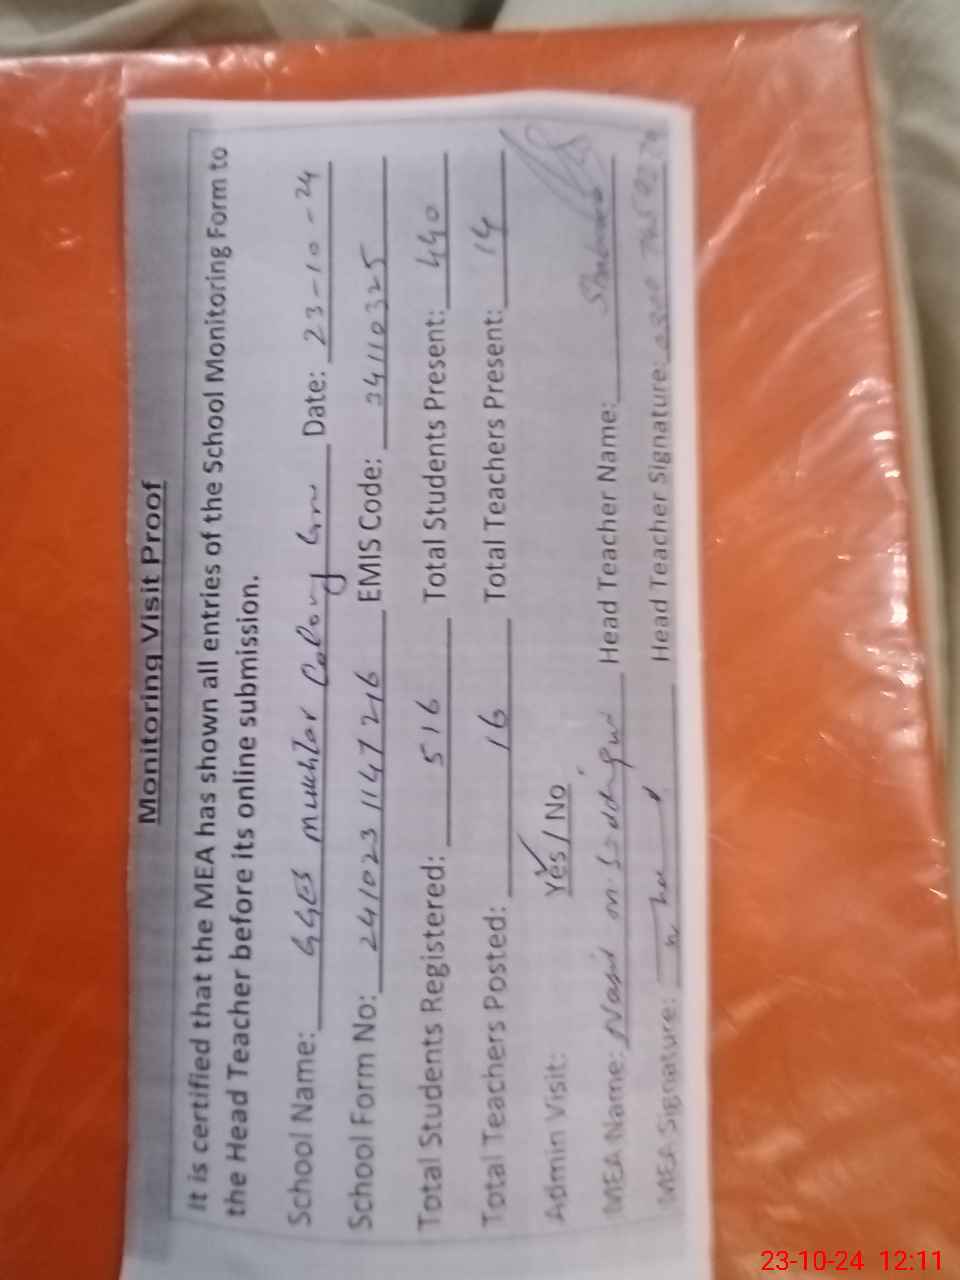 Monitoring Visit Proof
It is certified that the MEA has shown all entries of the School Monitoring Form to
the Head Teacher before its online submission.
School Name: GGES Mukhtar Colony Date: 23-10-24
School Form No: 241023 1147 216 EMIS Code: 34110325
Total Students Registered: 516 Total Students Present: 440
Total Teachers Posted: 16 Total Teachers Present: 14
Admin Visit: Yes / No
MEA Name: Head Teacher Name:
MEA Signature: Head Teacher Signature:
23-10-24 12:11